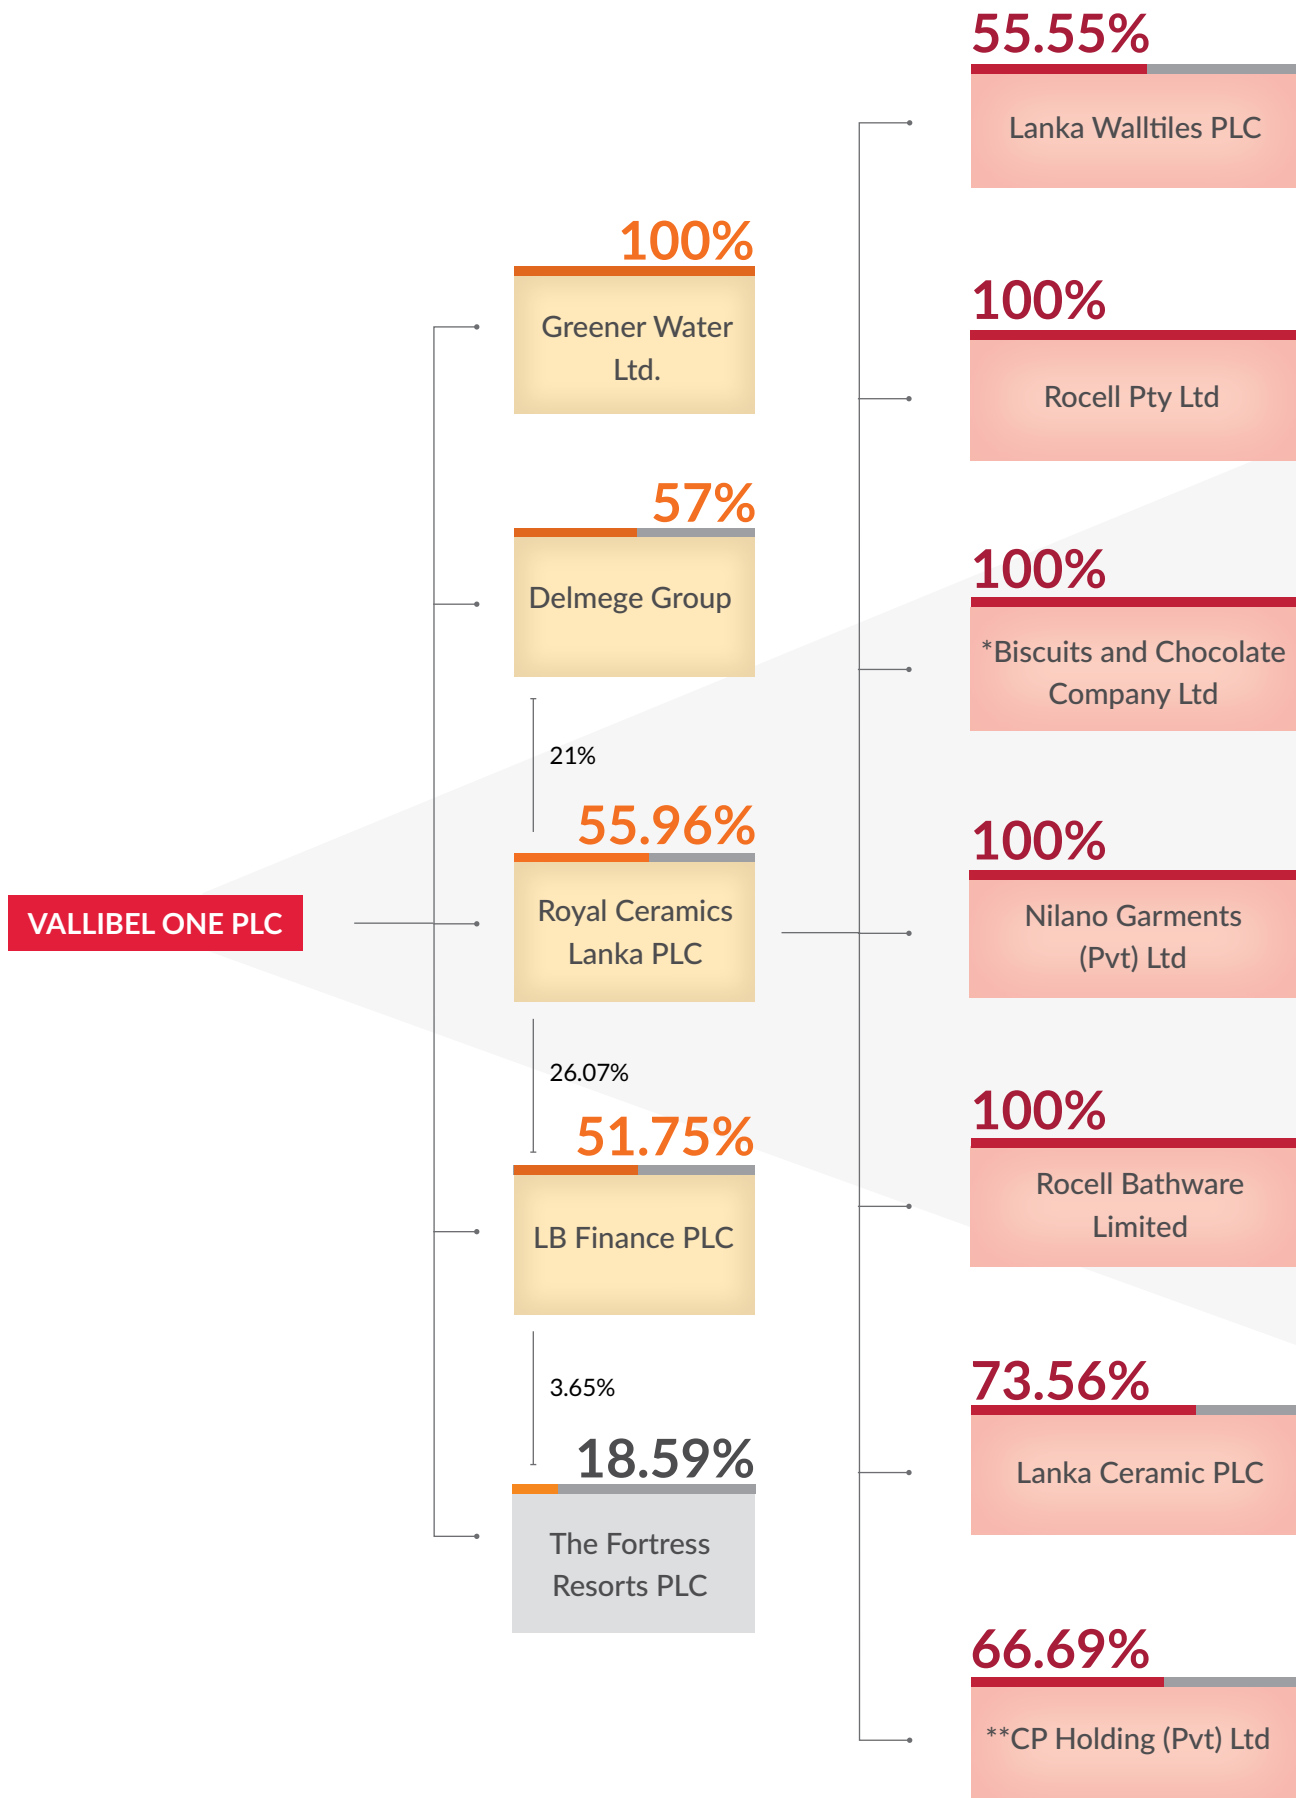 VALLIBEL ONE PLC
100%
Greener Water
Ltd.
57%
Delmege Group
21%
55.96%
Royal Ceramics
Lanka PLC
26.07%
51.75%
LB Finance PLC
3.65%
18.59%
The Fortress
Resorts PLC
55.55%
Lanka Walltiles PLC
100%
Rocell Pty Ltd
100%
*Biscuits and Chocolate
Company Ltd
100%
Nilano Garments
(Pvt) Ltd
100%
Rocell Bathware
Limited
73.56%
Lanka Ceramic PLC
66.69%
**CP Holding (Pvt) Ltd